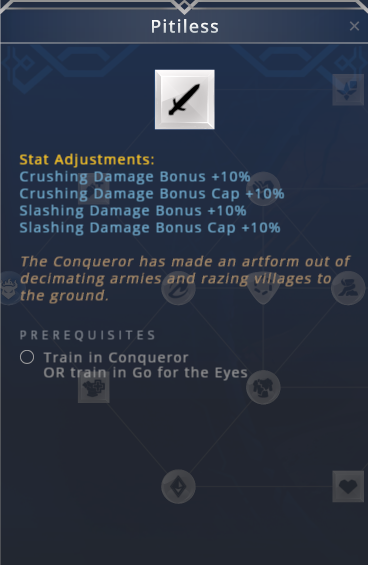 Pitiless
Stat Adjustments:
Crushing Damage Bonus +10%
Crushing Damage Bonus Cap +10%
Slashing Damage Bonus +10%
Slashing Damage Bonus Cap +10%
The Conqueror has made an artform out of
decimating armies and razing villages to
the ground.
PREREQUISITES
Train in Conqueror
OR train in Go for the Eyes